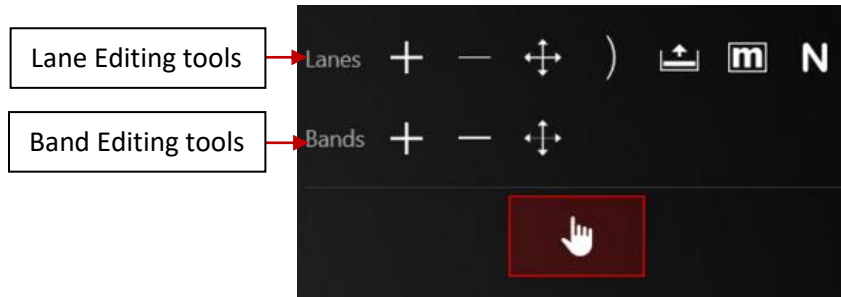 Lane Editing tools
Lanes m N
Band Editing tools
Bands